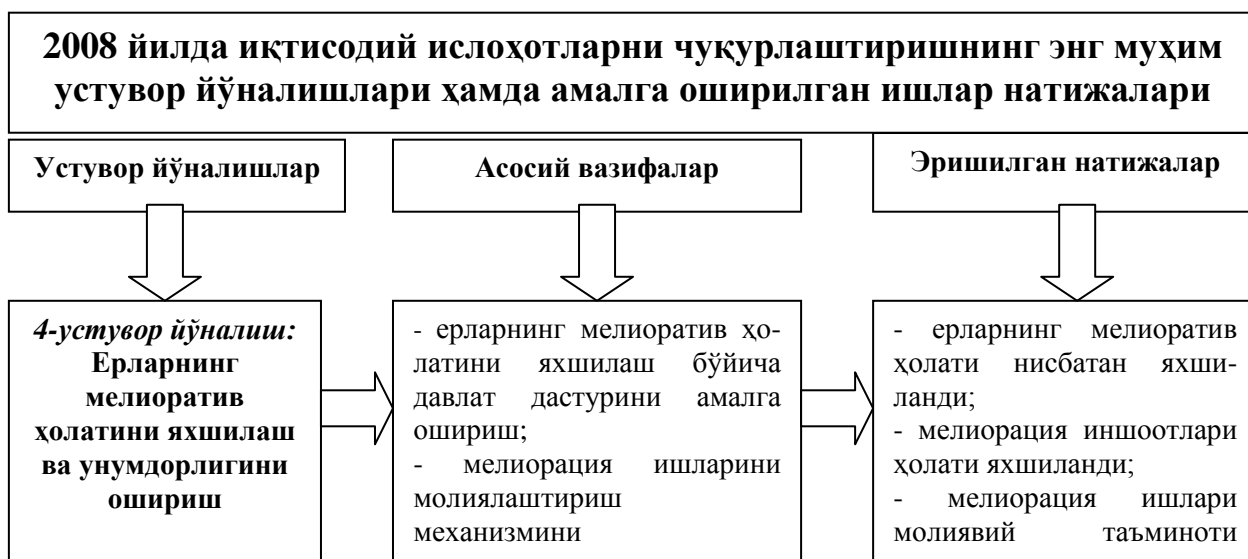 2008 йилда иқтисодий ислоҳотларни чуқурлаштиришнинг энг муҳим
устувор йўналишлари ҳамда амалга оширилган ишлар натижалари
Устувор йўналишлар
Асосий вазифалар
Эришилган натижалар
4-устувор йўналиш:
Ерларнинг
мелиоратив
ҳолатини яхшилаш
ва унумдорлигини
ошириш
- ерларнинг мелиоратив ҳо-
латини яхшилаш бўйича
давлат дастурини амалга
ошириш;
- мелиорация ишларини
молиялаштириш
механизмини
- ерларнинг мелиоратив
ҳолати нисбатан яхши-
ланди;
- мелиорация иншоотлари
ҳолати яхшиланди;
- мелиорация ишлари
молиявий таъминоти